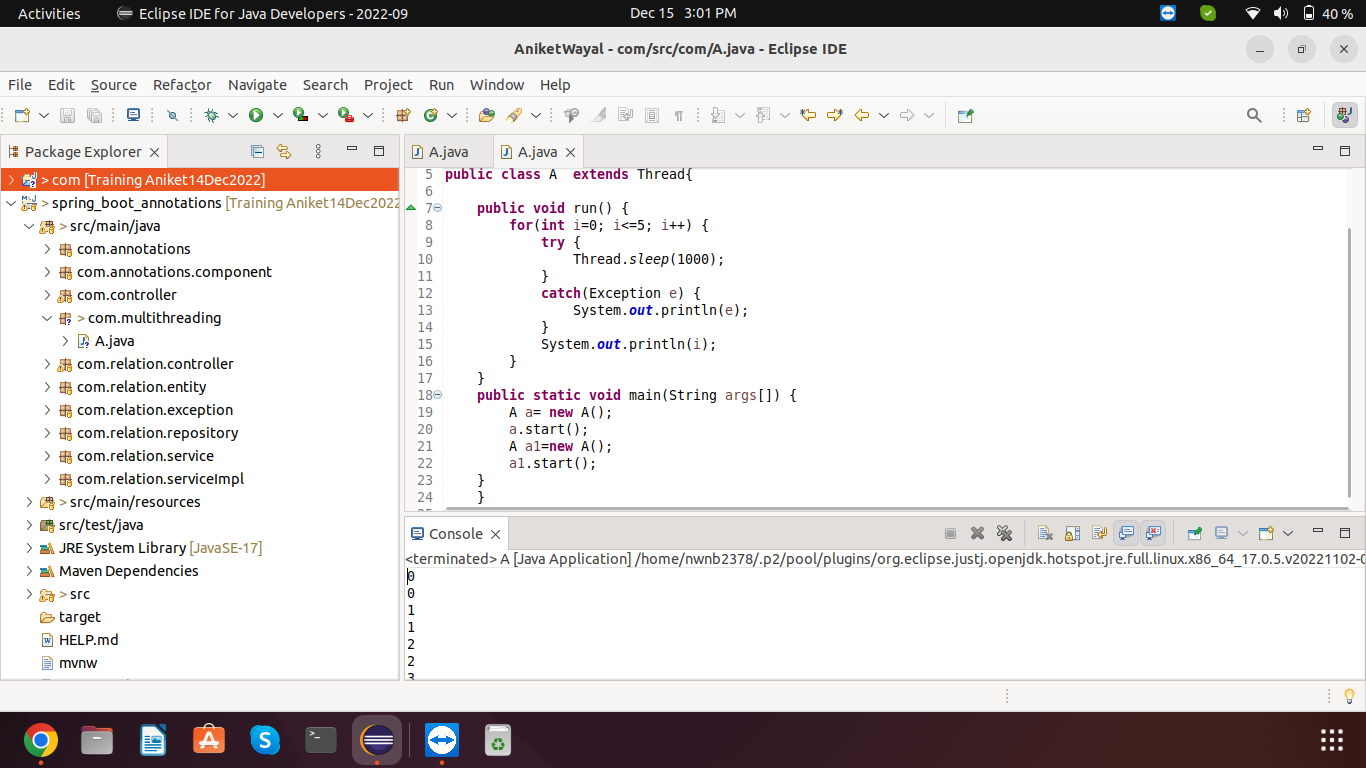 Activities Eclipse IDE for Java Developers - 2022-09 Dec 15 3:01 PM 40 %
AniketWayal - com/src/com/A.java - Eclipse IDE
File Edit Source Refactor Navigate Search Project Run Window Help
Package Explorer
> com [Training Aniket14Dec2022]
> spring_boot_annotations [Training Aniket14Dec2022
> src/main/java
com.annotations
com.annotations.component
com.controller
> com.multithreading
A.java
com.relation.controller
com.relation.entity
com.relation.exception
com.relation.repository
com.relation.service
com.relation.serviceImpl
> src/main/resources
src/test/java
JRE System Library [JavaSE-17]
Maven Dependencies
> src
target
HELP.md
mvnw
A.java A.java
5 public class A  extends Thread{
6
7     public void run() {
8         for(int i=0; i<=5; i++) {
9             try {
10                 Thread.sleep(1000);
11             }
12             catch(Exception e) {
13                 System.out.println(e);
14             }
15             System.out.println(i);
16         }
17     }
18     public static void main(String args[]) {
19         A a= new A();
20         a.start();
21         A a1=new A();
22         a1.start();
23     }
24     }
Console
<terminated> A [Java Application] /home/nwnb2378/.p2/pool/plugins/org.eclipse.justj.openjdk.hotspot.jre.full.linux.x86_64_17.0.5.v20221102-0
0
0
1
1
2
2
3